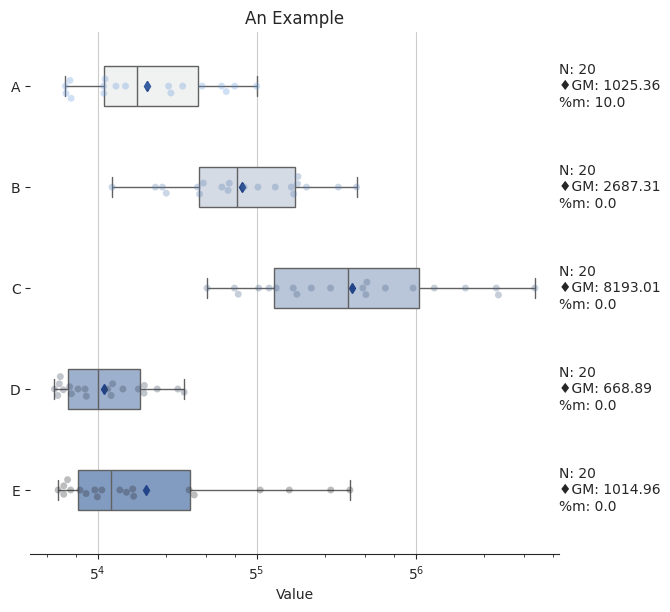 An Example
A
N: 20
♦GM: 1025.36
%m: 10.0
B
N: 20
♦GM: 2687.31
%m: 0.0
C
N: 20
♦GM: 8193.01
%m: 0.0
D
N: 20
♦GM: 668.89
%m: 0.0
E
N: 20
♦GM: 1014.96
%m: 0.0
5⁴ 5⁵ 5⁶
Value